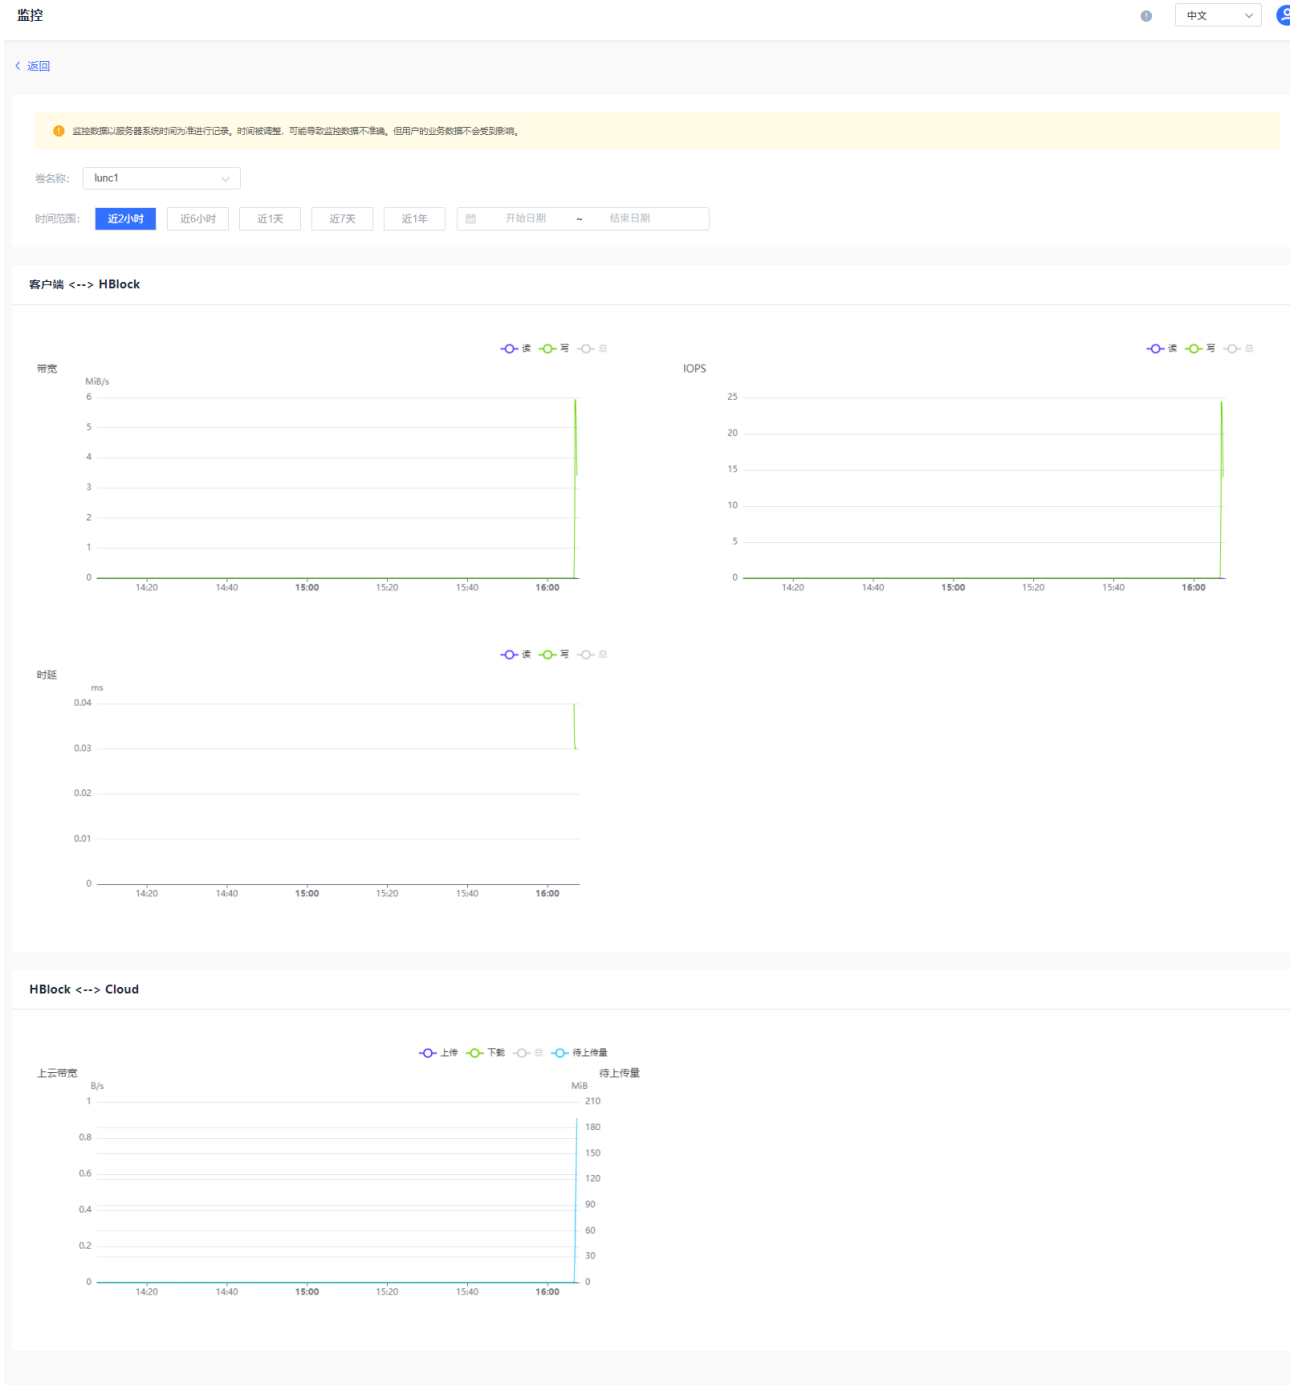 监控
中文
返回
监控数据以服务器系统时间为准进行记录。时间被调整,可能导致监控数据不准确。但用户的业务数据不会受到影响。
卷名称: lunc1
时间范围: 近2小时 近6小时 近1天 近7天 近1年 开始日期 ~ 结束日期
客户端 <--> HBlock
读 写 总
带宽
MiB/s
6
5
4
3
2
1
0
14:20 14:40 15:00 15:20 15:40 16:00
读 写 总
IOPS
25
20
15
10
5
0
14:20 14:40 15:00 15:20 15:40 16:00
读 写 总
时延
ms
0.04
0.03
0.02
0.01
0
14:20 14:40 15:00 15:20 15:40 16:00
HBlock <--> Cloud
上传 下载 总 待上传量
上云带宽 待上传量
B/s MiB
1 210
180
0.8
150
0.6 120
0.4 90
60
0.2
30
0 0
14:20 14:40 15:00 15:20 15:40 16:00